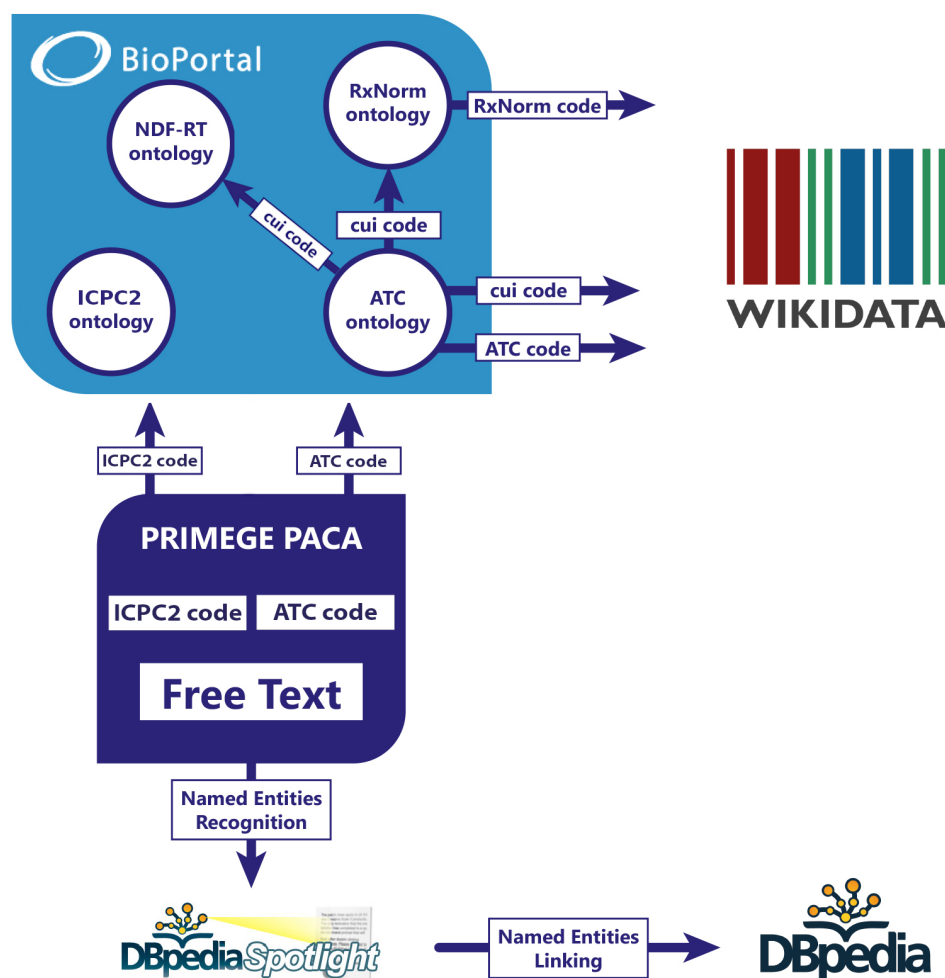 BioPortal
RxNorm
ontology
RxNorm code
NDF-RT
ontology
cui code
cui code
ICPC2
ontology
ATC
ontology
cui code
ATC code
WIKIDATA
ICPC2 code
ATC code
PRIMEGE PACA
ICPC2 code
ATC code
Free Text
Named Entities
Recognition
DBpedia Spotlight
Named Entities
Linking
DBpedia